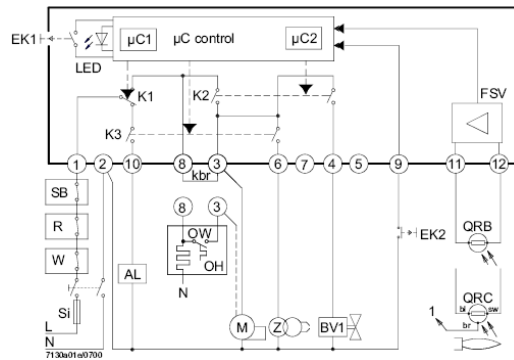 EK1
LED
µC1
µC control
µC2
K1
K2
K3
FSV
1
2
10
8
3
6
7
4
5
9
11
12
kbr
SB
R
W
Si
L
N
8
3
OW
OH
N
AL
M
Z
BV1
EK2
QRB
QRC
1
bl
sw
br
7130a01e/0700